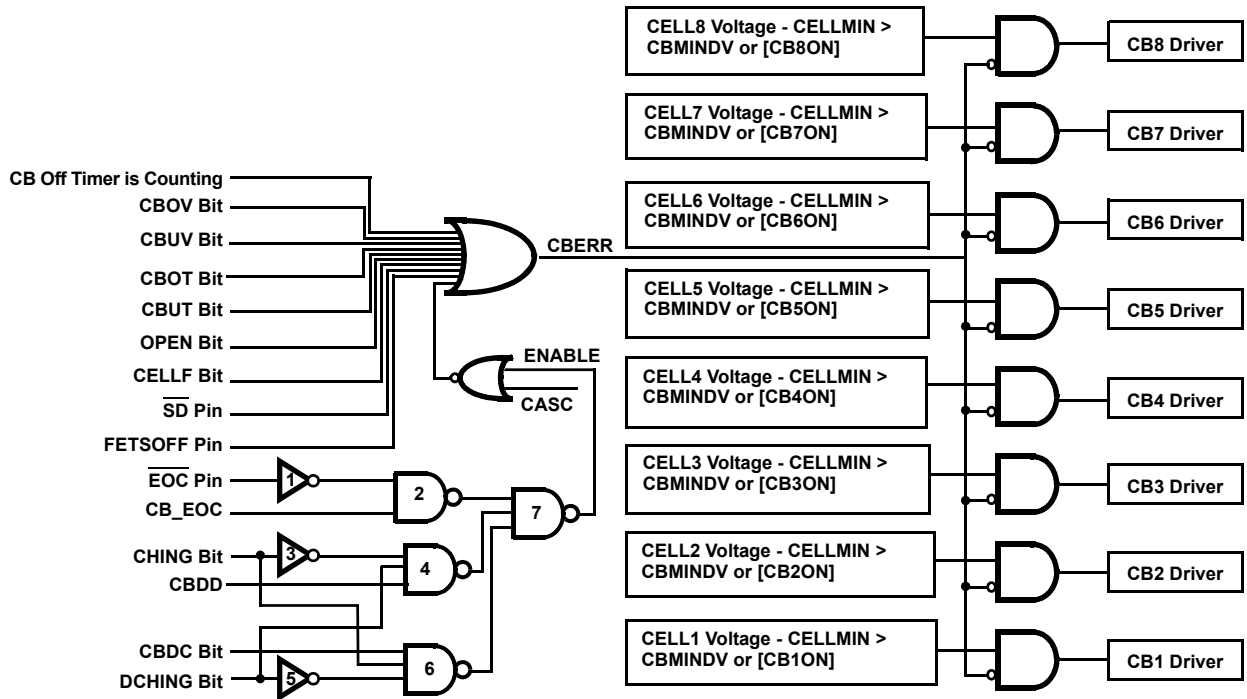 CELL8 Voltage - CELLMIN >
CBMINDV or [CB8ON]
CB8 Driver
CELL7 Voltage - CELLMIN >
CBMINDV or [CB7ON]
CB7 Driver
CB Off Timer is Counting
CBOV Bit
CBUV Bit
CBOT Bit
CBUT Bit
OPEN Bit
CELLF Bit
SD Pin
FETSOFF Pin
EOC Pin
CB_EOC
CHING Bit
CBDD
CBDC Bit
DCHING Bit
1
2
3
4
5
6
7
CBERR
ENABLE
CASC
CELL6 Voltage - CELLMIN >
CBMINDV or [CB6ON]
CB6 Driver
CELL5 Voltage - CELLMIN >
CBMINDV or [CB5ON]
CB5 Driver
CELL4 Voltage - CELLMIN >
CBMINDV or [CB4ON]
CB4 Driver
CELL3 Voltage - CELLMIN >
CBMINDV or [CB3ON]
CB3 Driver
CELL2 Voltage - CELLMIN >
CBMINDV or [CB2ON]
CB2 Driver
CELL1 Voltage - CELLMIN >
CBMINDV or [CB1ON]
CB1 Driver